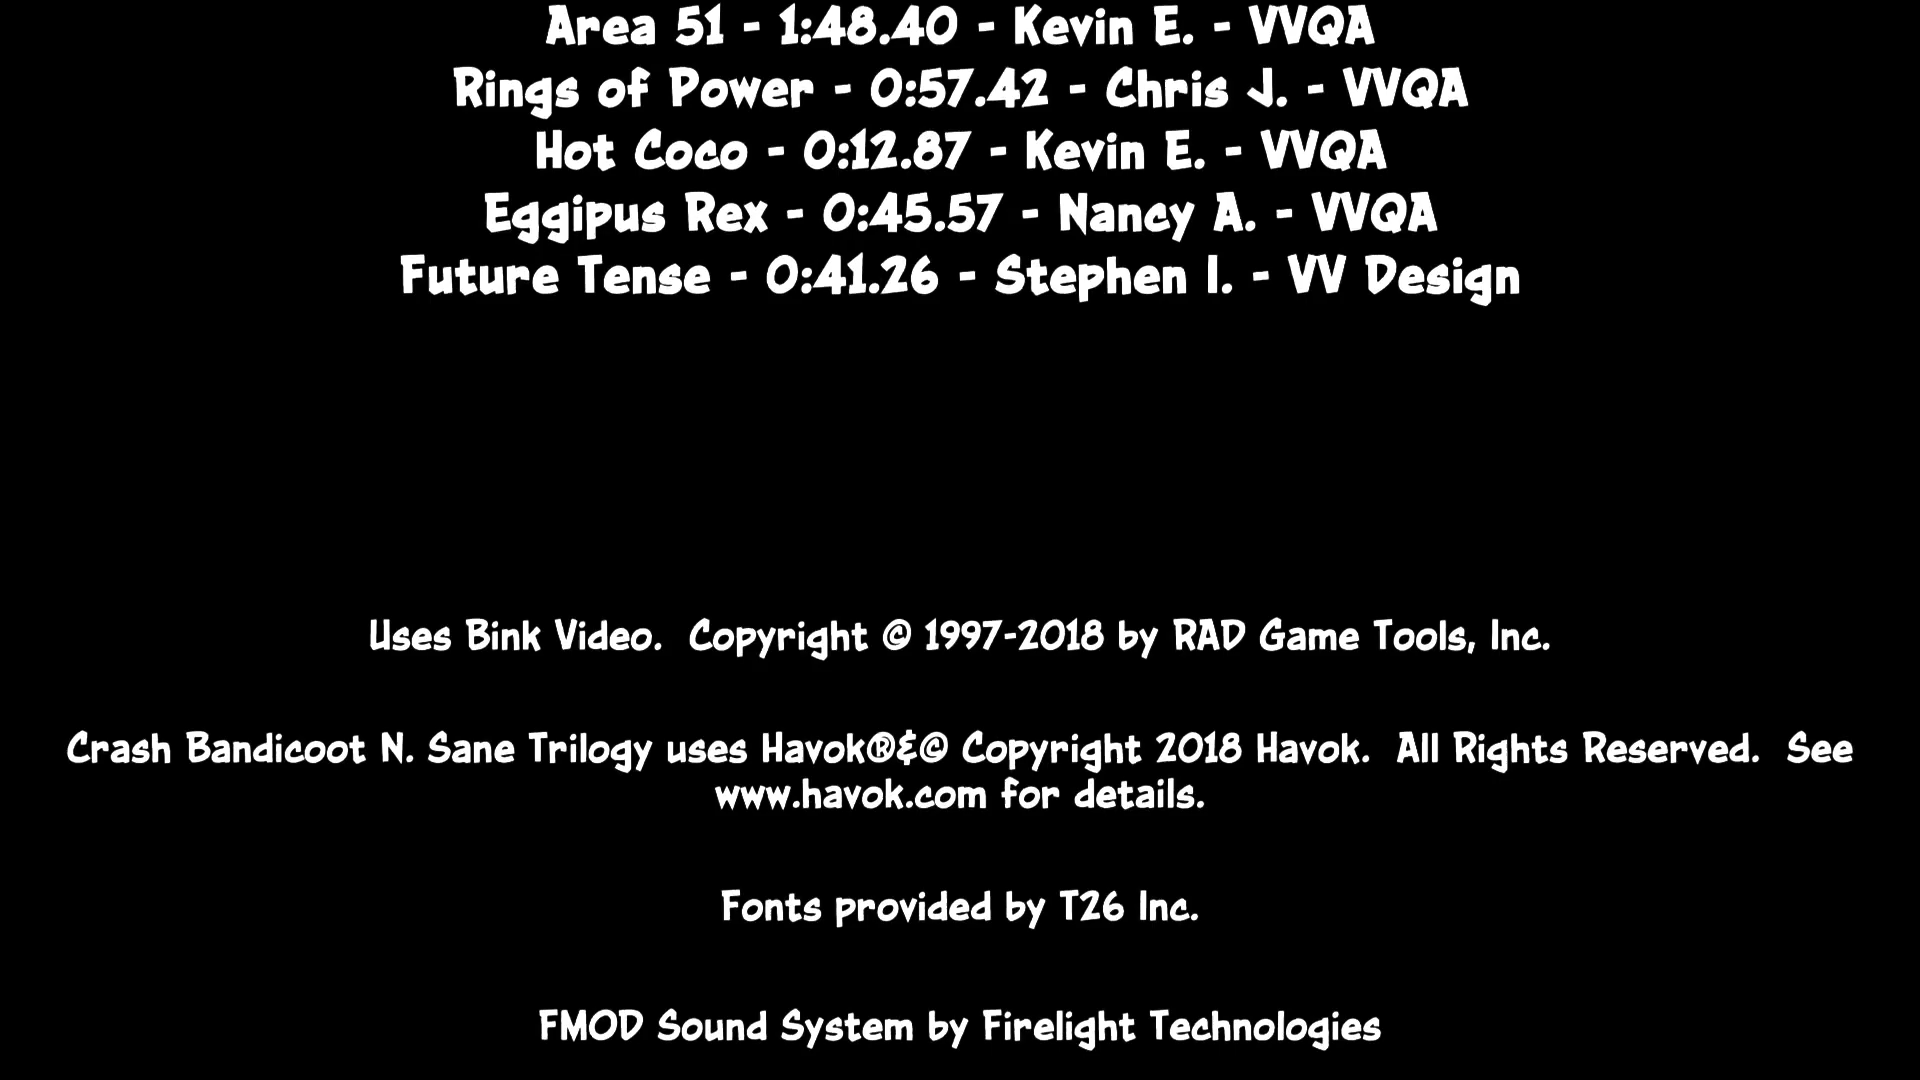 Area 51 - 1:48.40 - Kevin E. - VVQA
Rings of Power - 0:57.42 - Chris J. - VVQA
Hot Coco - 0:12.87 - Kevin E. - VVQA
Eggipus Rex - 0:45.57 - Nancy A. - VVQA
Future Tense - 0:41.26 - Stephen I. - VV Design
Uses Bink Video.  Copyright © 1997-2018 by RAD Game Tools, Inc.
Crash Bandicoot N. Sane Trilogy uses Havok®&© Copyright 2018 Havok.  All Rights Reserved.  See
www.havok.com for details.
Fonts provided by T26 Inc.
FMOD Sound System by Firelight Technologies